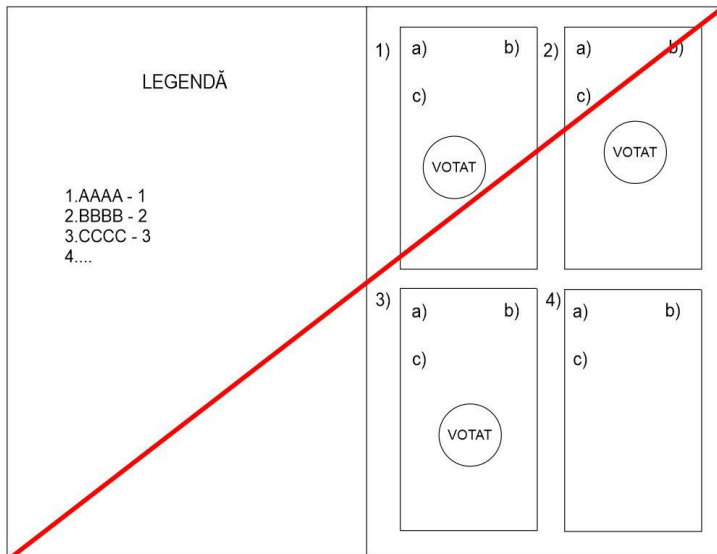 LEGENDĂ
1.AAAA - 1
2.BBBB - 2
3.CCCC - 3
4....
1) a) b)
c)
VOTAT
2) a) b)
c)
VOTAT
3) a) b)
c)
VOTAT
4) a) b)
c)